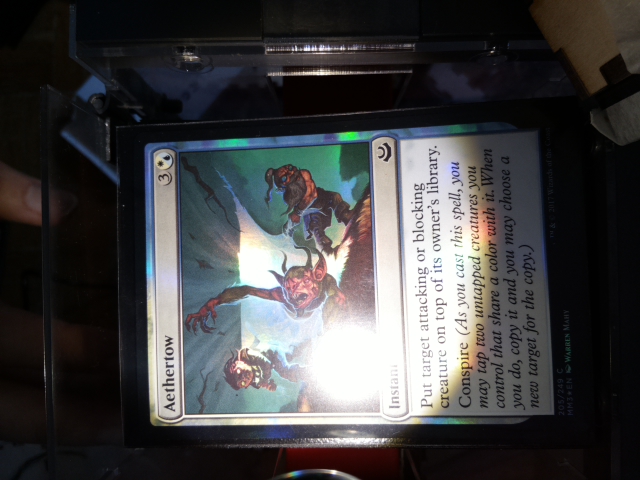 Aethertow 3
Instant
Put target attacking or blocking
creature on top of its owner's library.
Conspire (As you cast this spell, you
may tap two untapped creatures you
control that share a color with it. When
you do, copy it and you may choose a
new target for the copy.)
WARREN MAHY